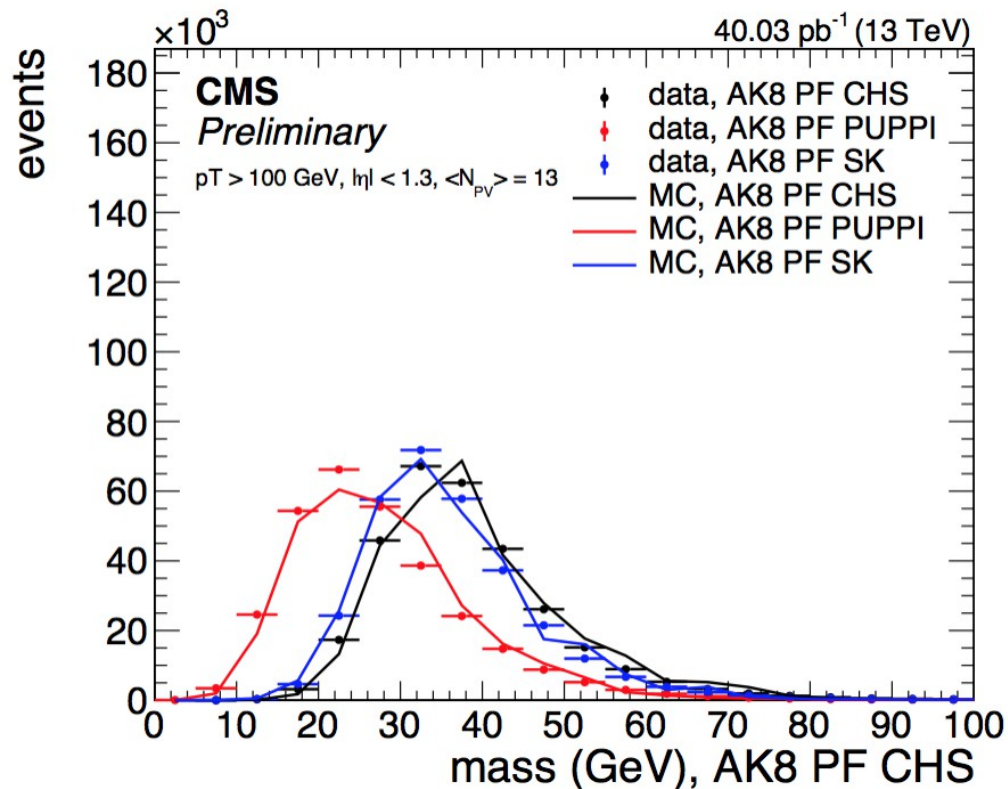 ×10³
40.03 pb⁻¹ (13 TeV)
events
CMS
Preliminary
pT > 100 GeV, |η| < 1.3, <N_PV> = 13
data, AK8 PF CHS
data, AK8 PF PUPPI
data, AK8 PF SK
MC, AK8 PF CHS
MC, AK8 PF PUPPI
MC, AK8 PF SK
180
160
140
120
100
80
60
40
20
0
0 10 20 30 40 50 60 70 80 90 100
mass (GeV), AK8 PF CHS